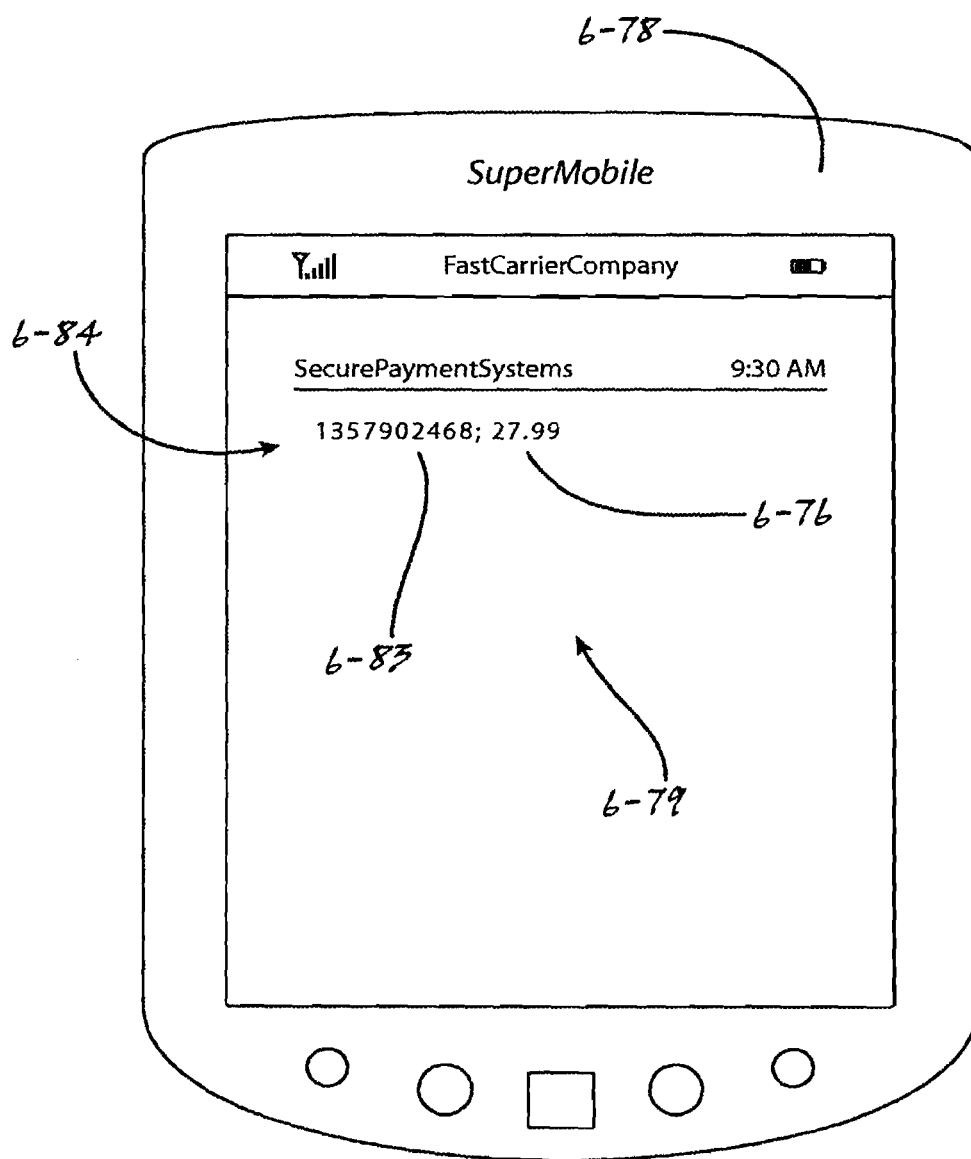 6-78
SuperMobile
FastCarrierCompany
6-84
SecurePaymentSystems 9:30 AM
1357902468; 27.99
6-76
6-83
6-79